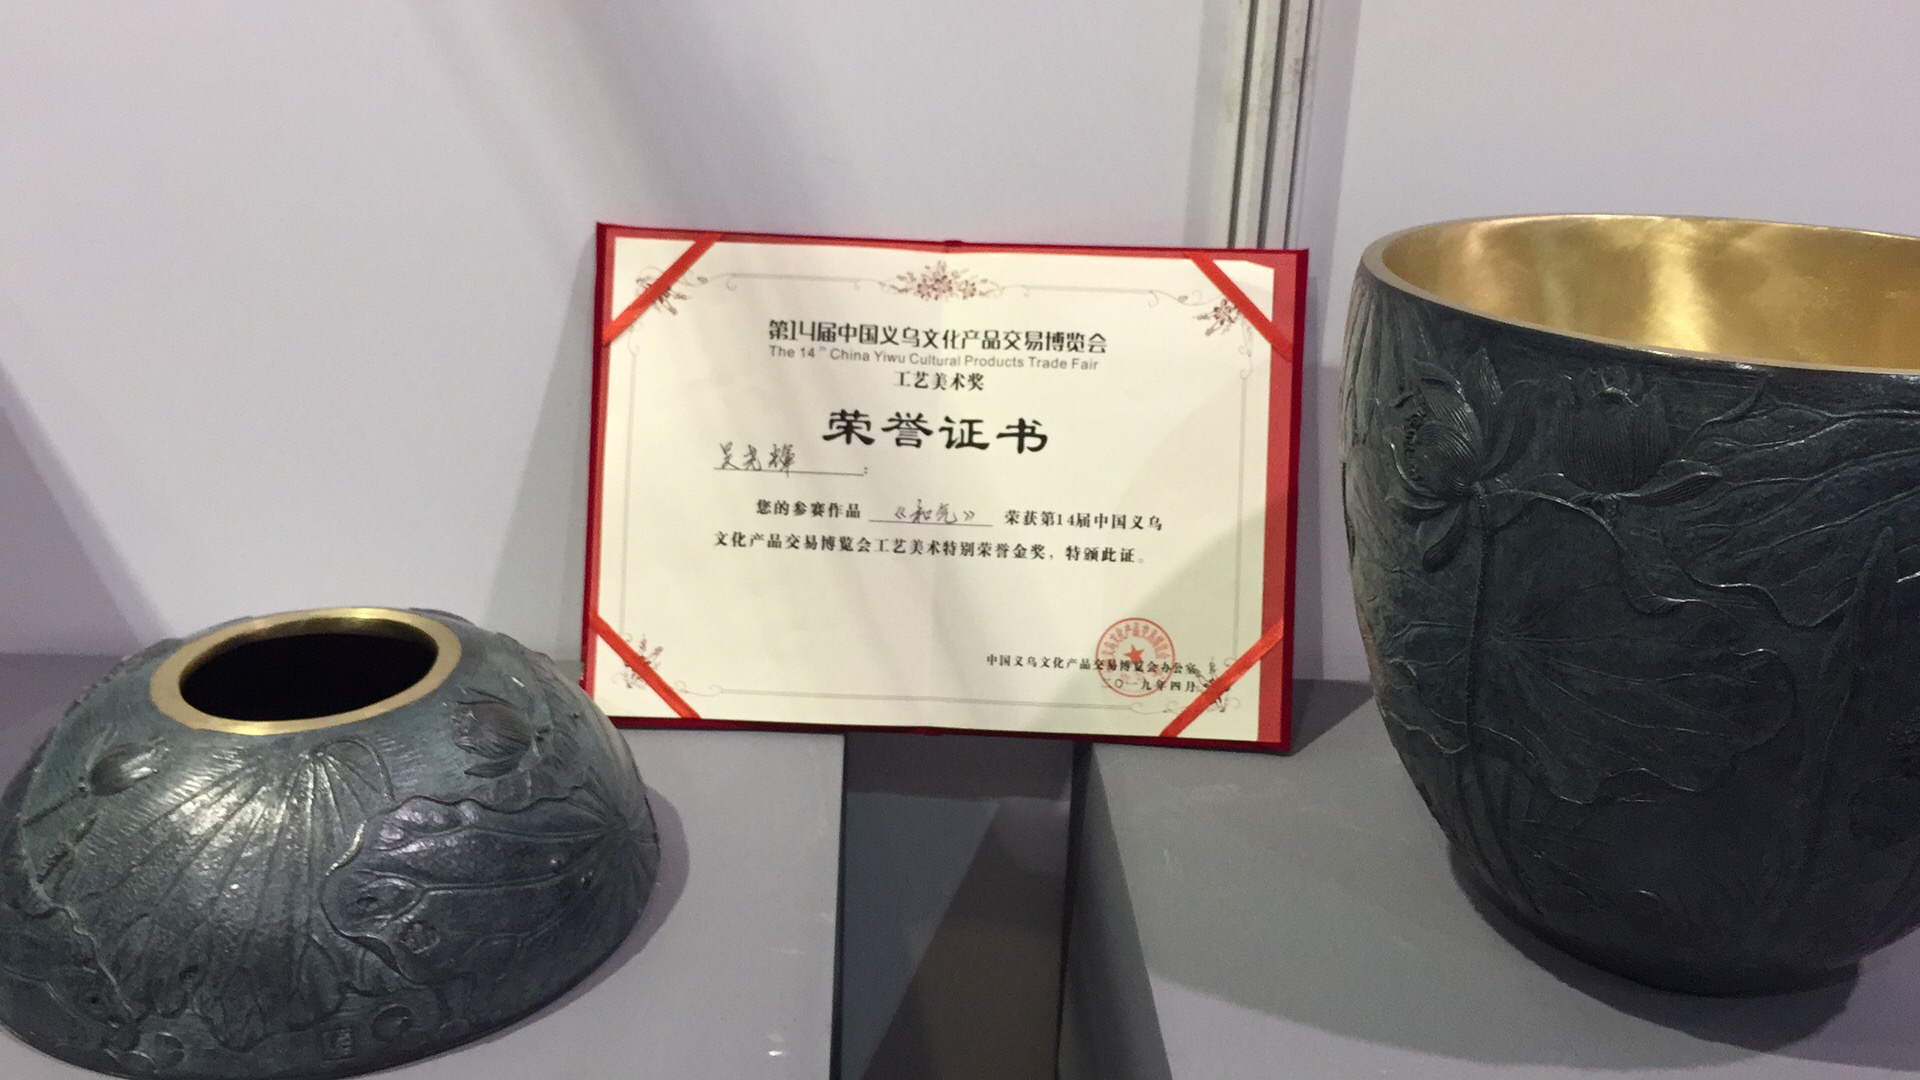 第14届中国义乌文化产品交易博览会
The 14th China Yiwu Cultural Products Trade Fair
工艺美术奖
荣誉证书
吴尧辉:
您的参赛作品《和苑》荣获第14届中国义乌
文化产品交易博览会工艺美术特别荣誉金奖，特颁此证。
中国义乌文化产品交易博览会办公室
二〇一九年四月